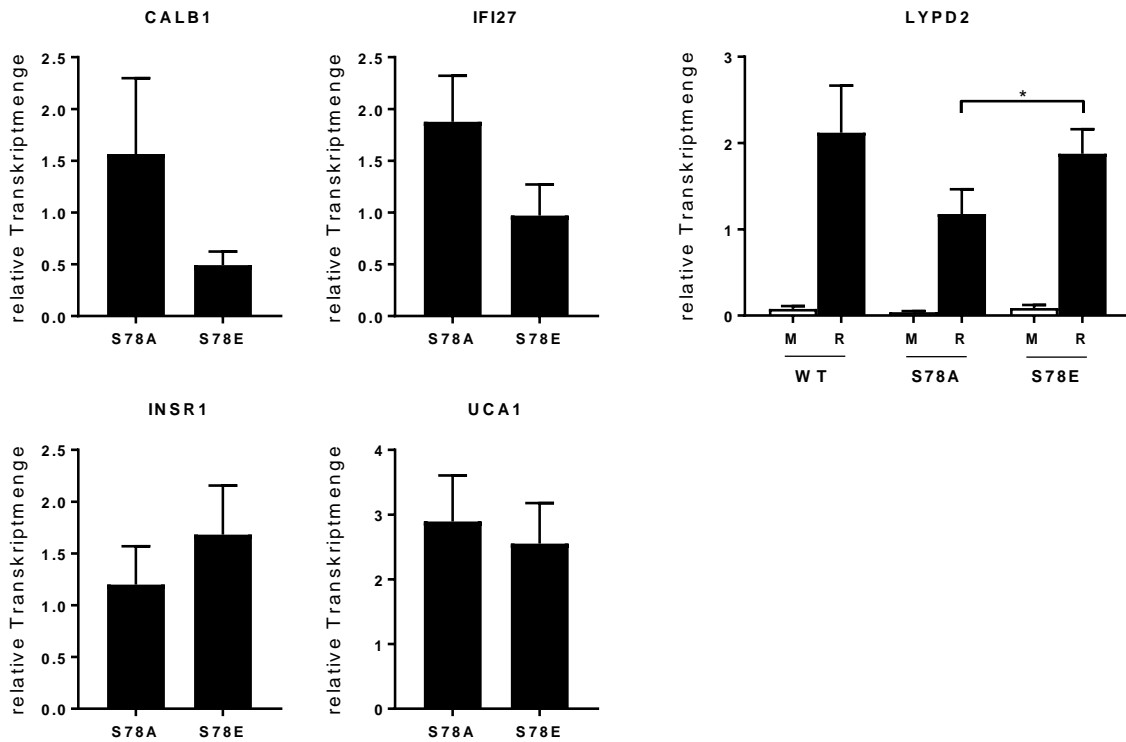 CALB1
relative Transkriptmenge
2.5
2.0
1.5
1.0
0.5
0.0
S78A S78E
IFI27
relative Transkriptmenge
2.5
2.0
1.5
1.0
0.5
0.0
S78A S78E
LYPD2
relative Transkriptmenge
3
2
1
0
*
M R M R M R
WT S78A S78E
INSR1
relative Transkriptmenge
2.5
2.0
1.5
1.0
0.5
0.0
S78A S78E
UCA1
relative Transkriptmenge
4
3
2
1
0
S78A S78E